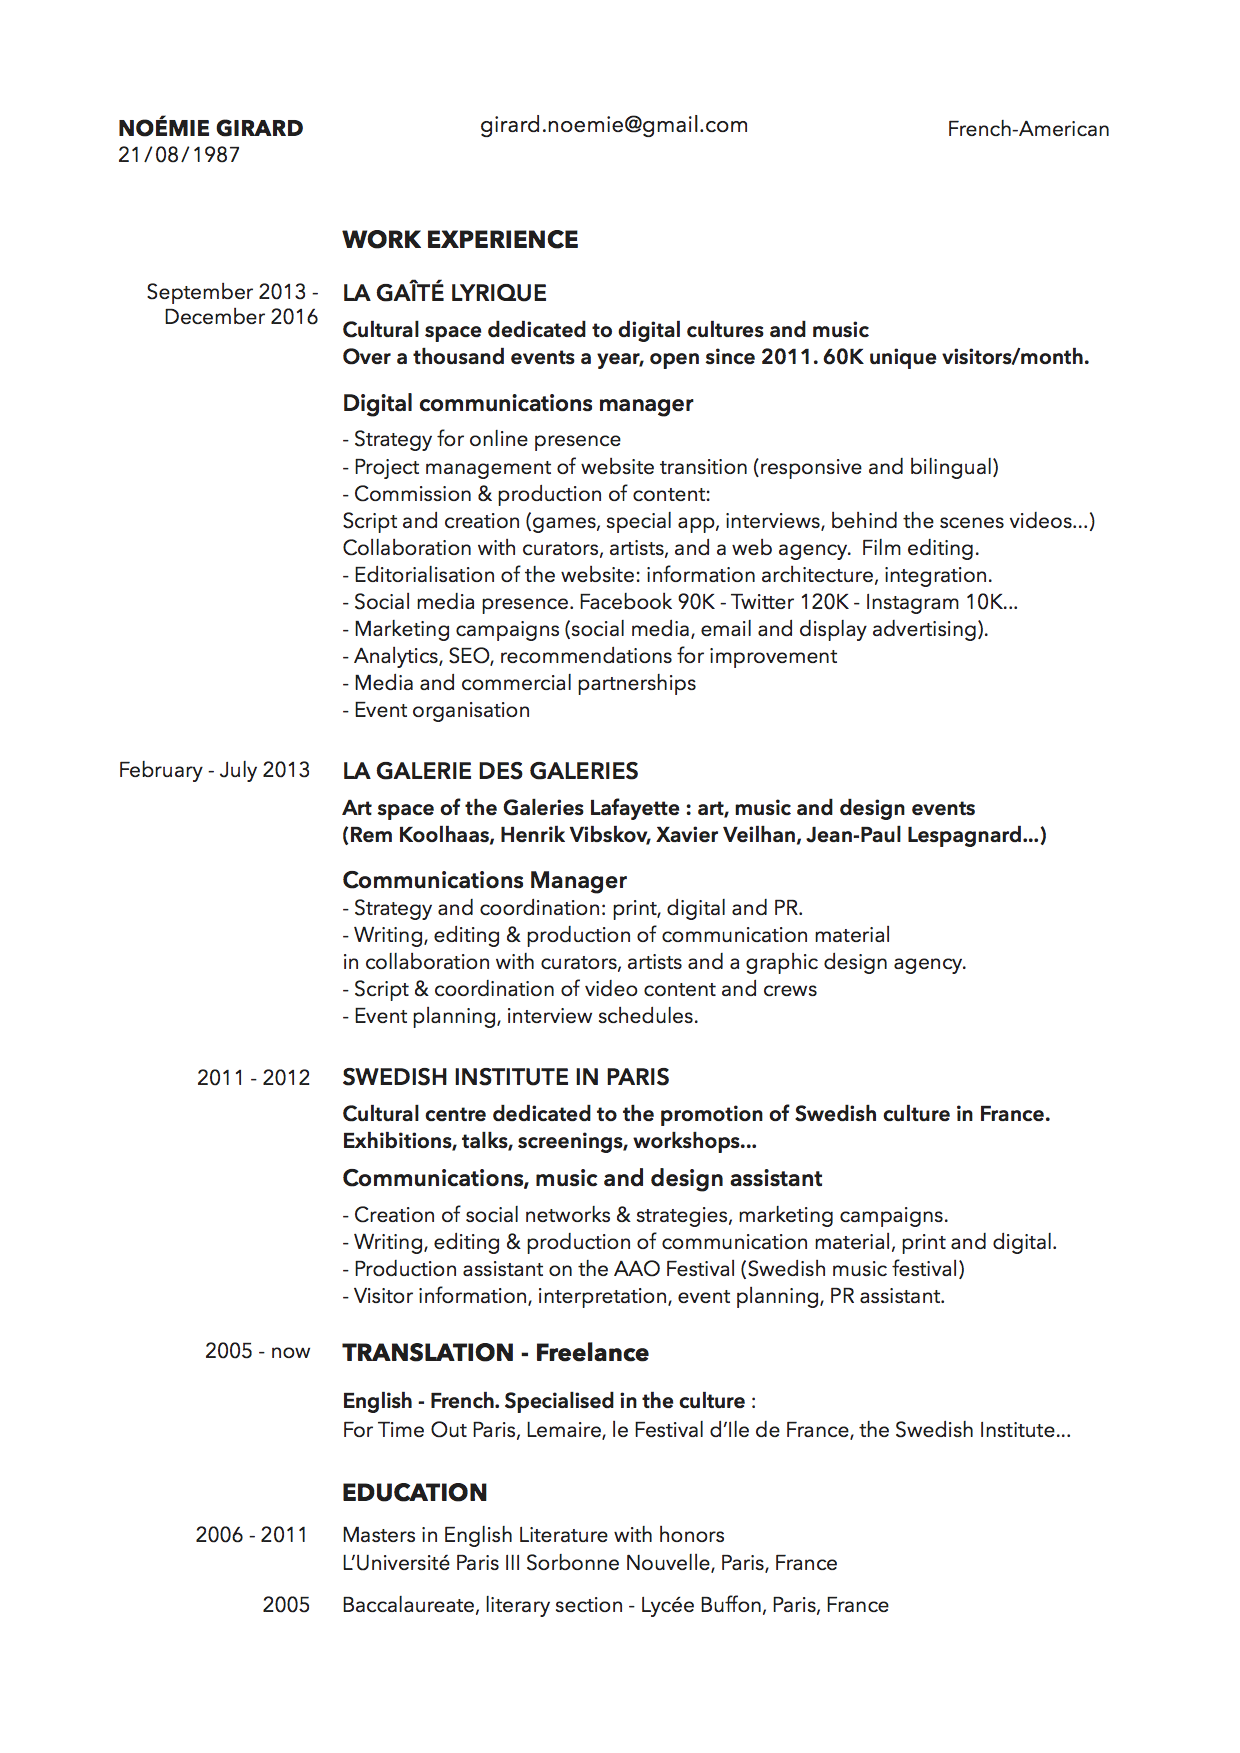 NOÉMIE GIRARD
girard.noemie@gmail.com
French-American
21/08/1987
WORK EXPERIENCE
September 2013 -
December 2016
LA GAÎTÉ LYRIQUE
Cultural space dedicated to digital cultures and music
Over a thousand events a year, open since 2011. 60K unique visitors/month.
Digital communications manager
- Strategy for online presence
- Project management of website transition (responsive and bilingual)
- Commission & production of content:
Script and creation (games, special app, interviews, behind the scenes videos...)
Collaboration with curators, artists, and a web agency.  Film editing.
- Editorialisation of the website: information architecture, integration.
- Social media presence. Facebook 90K - Twitter 120K - Instagram 10K...
- Marketing campaigns (social media, email and display advertising).
- Analytics, SEO, recommendations for improvement
- Media and commercial partnerships
- Event organisation
February - July 2013
LA GALERIE DES GALERIES
Art space of the Galeries Lafayette : art, music and design events
(Rem Koolhaas, Henrik Vibskov, Xavier Veilhan, Jean-Paul Lespagnard...)
Communications Manager
- Strategy and coordination: print, digital and PR.
- Writing, editing & production of communication material
in collaboration with curators, artists and a graphic design agency.
- Script & coordination of video content and crews
- Event planning, interview schedules.
2011 - 2012
SWEDISH INSTITUTE IN PARIS
Cultural centre dedicated to the promotion of Swedish culture in France.
Exhibitions, talks, screenings, workshops...
Communications, music and design assistant
- Creation of social networks & strategies, marketing campaigns.
- Writing, editing & production of communication material, print and digital.
- Production assistant on the AAO Festival (Swedish music festival)
- Visitor information, interpretation, event planning, PR assistant.
2005 - now
TRANSLATION - Freelance
English - French. Specialised in the culture :
For Time Out Paris, Lemaire, le Festival d’Ile de France, the Swedish Institute...
EDUCATION
2006 - 2011
Masters in English Literature with honors
L’Université Paris III Sorbonne Nouvelle, Paris, France
2005
Baccalaureate, literary section - Lycée Buffon, Paris, France